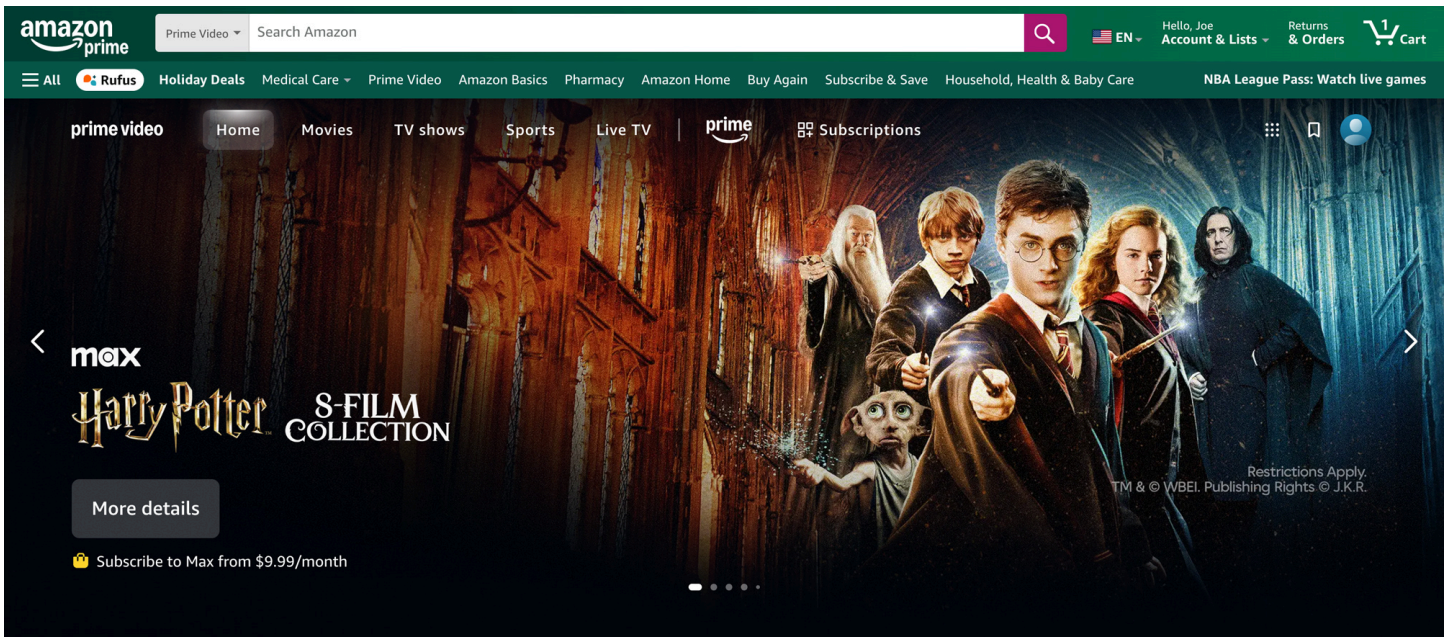 amazon prime
Prime Video
Search Amazon
EN
Hello, Joe
Account & Lists
Returns
& Orders
1
Cart
All
Rufus
Holiday Deals
Medical Care
Prime Video
Amazon Basics
Pharmacy
Amazon Home
Buy Again
Subscribe & Save
Household, Health & Baby Care
NBA League Pass: Watch live games
prime video
Home
Movies
TV shows
Sports
Live TV
prime
Subscriptions
max
Harry Potter™
8-FILM
COLLECTION
Restrictions Apply.
TM & © WBEI. Publishing Rights © J.K.R.
More details
Subscribe to Max from $9.99/month